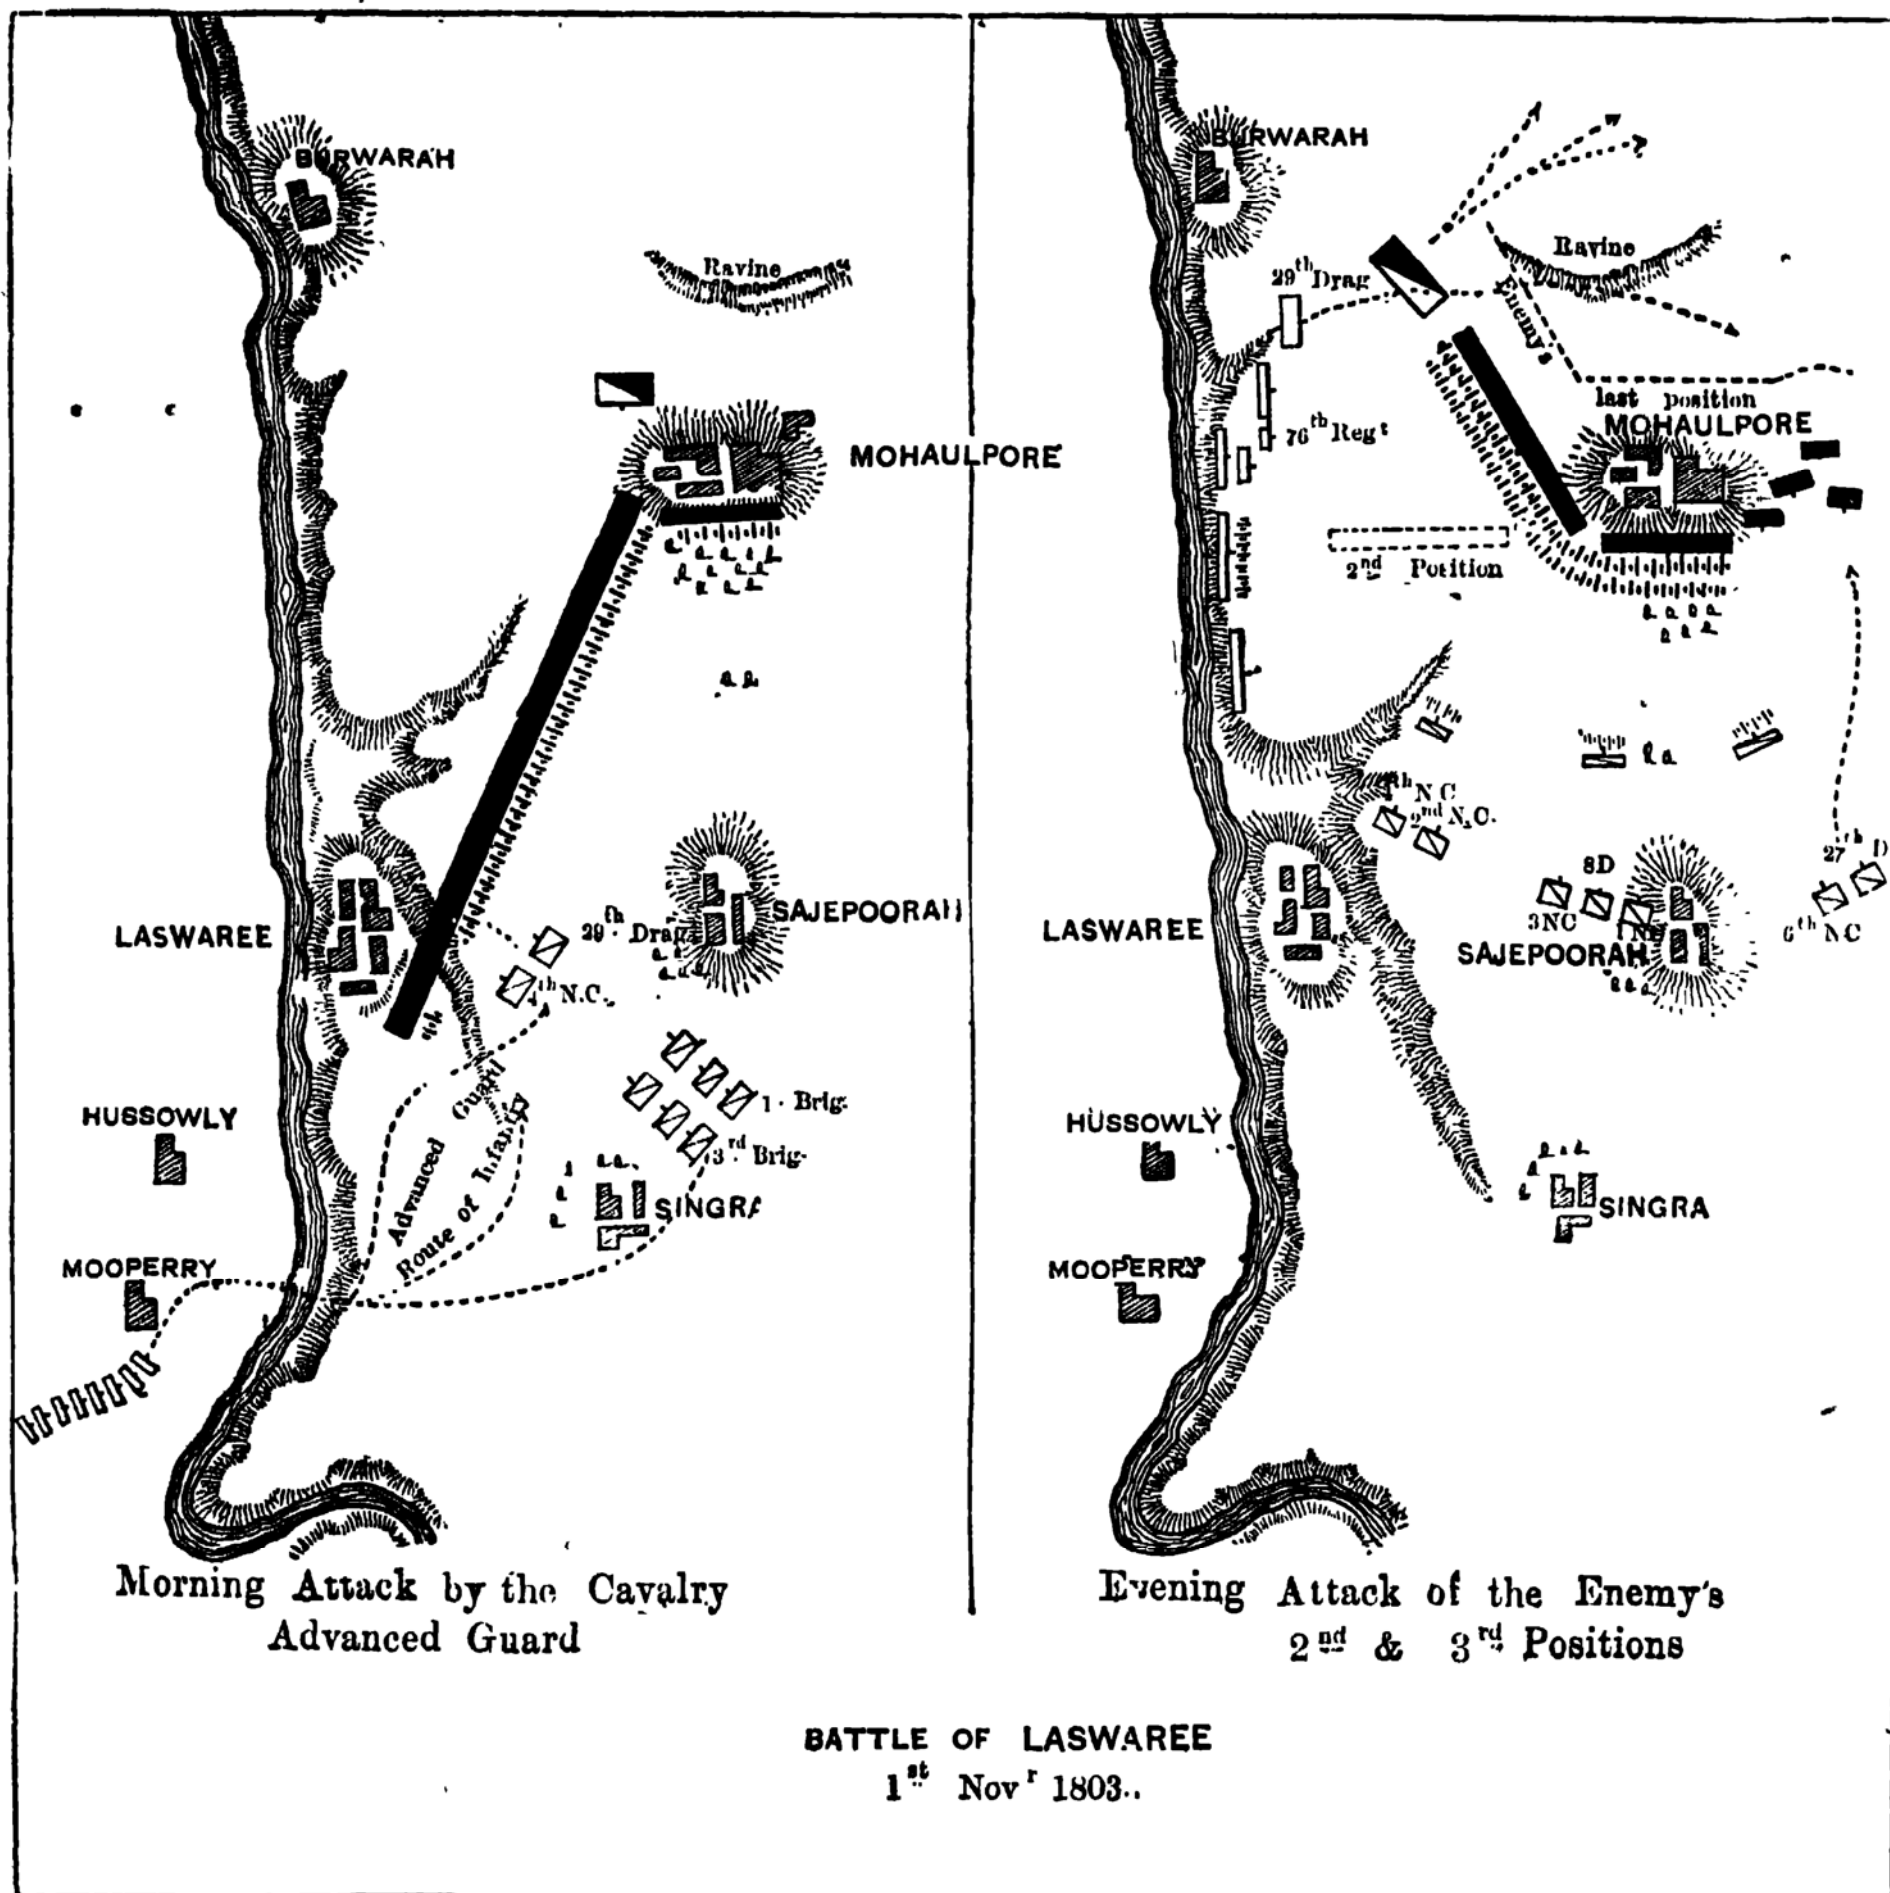 BURWARAH
Ravine
MOHAULPORE
LASWAREE
29th Drag
SAJEPOORAH
4th N.C.
HUSSOWLY
Advanced Guard
Route of Infantry
1. Brig.
3rd Brig.
SINGRA
MOOPERRY
Morning Attack by the Cavalry
Advanced Guard
BURWARAH
Ravine
29th Drag
Enemy's
last position
MOHAULPORE
76th Regt
2nd Position
4th N C
2nd N.C.
27th D
8D
3NC
6th NC
LASWAREE
SAJEPOORAH
HUSSOWLY
SINGRA
MOOPERRY
Evening Attack of the Enemy's
2nd & 3rd Positions
BATTLE OF LASWAREE
1st Novr 1803..